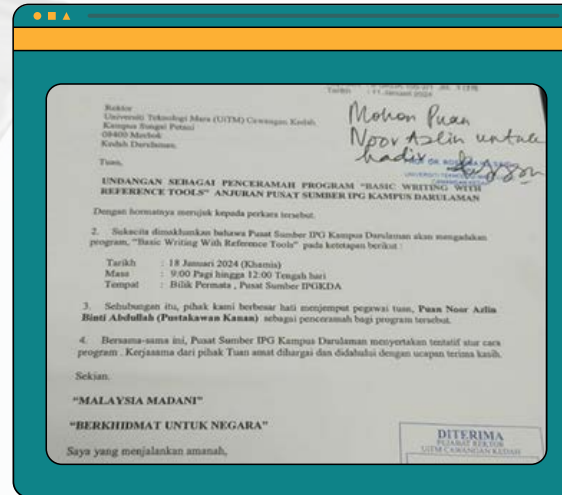 Tarikh : 11 Januari 2024
Rektor
Universiti Teknologi Mara (UiTM) Cawangan Kedah
Kampus Sungai Petani
08400 Merbok
Kedah Darulaman.
Mohon Puan
Noor Azlin untuk
hadir
Tuan,
UNDANGAN SEBAGAI PENCERAMAH PROGRAM "BASIC WRITING WITH
REFERENCE TOOLS" ANJURAN PUSAT SUMBER IPG KAMPUS DARULAMAN
Dengan hormatnya merujuk kepada perkara tersebut.
2. Sukacita dimaklumkan bahawa Pusat Sumber IPG Kampus Darulaman akan mengadakan
program, "Basic Writing With Reference Tools" pada ketetapan berikut :
Tarikh : 18 Januari 2024 (Khamis)
Masa : 9:00 Pagi hingga 12:00 Tengah hari
Tempat : Bilik Permata , Pusat Sumber IPGKDA
3. Sehubungan itu, pihak kami berbesar hati menjemput pegawai tuan, Puan Noor Azlin
Binti Abdullah (Pustakawan Kanan) sebagai penceramah bagi program tersebut.
4. Bersama-sama ini, Pusat Sumber IPG Kampus Darulaman menyertakan tentatif atur cara
program . Kerjasama dari pihak Tuan amat dihargai dan didahului dengan ucapan terima kasih.
Sekian.
"MALAYSIA MADANI"
"BERKHIDMAT UNTUK NEGARA"
Saya yang menjalankan amanah,
DITERIMA
PEJABAT REKTOR
UiTM CAWANGAN KEDAH